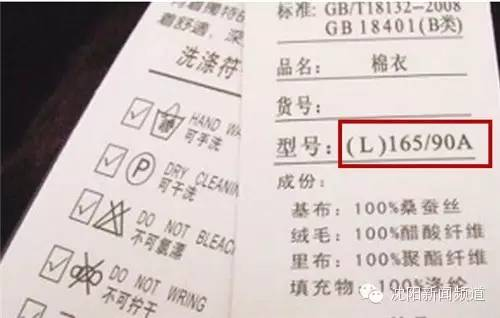 着舒适,深
洗涤符
HAND WA
可手洗
DRY CLEANIN
可干洗
DO NOT BLEAC
不可氯漂
DO NOT WRING
不可拧干
标准:GB/T18132-2008
GB 18401(B类)
品名: 棉衣
货号:
型号: (L)165/90A
成份:
基布:100%桑蚕丝
绒毛:100%醋酸纤维
里布:100%聚酯纤维
填充物:100%涤纶
沈阳新闻频道